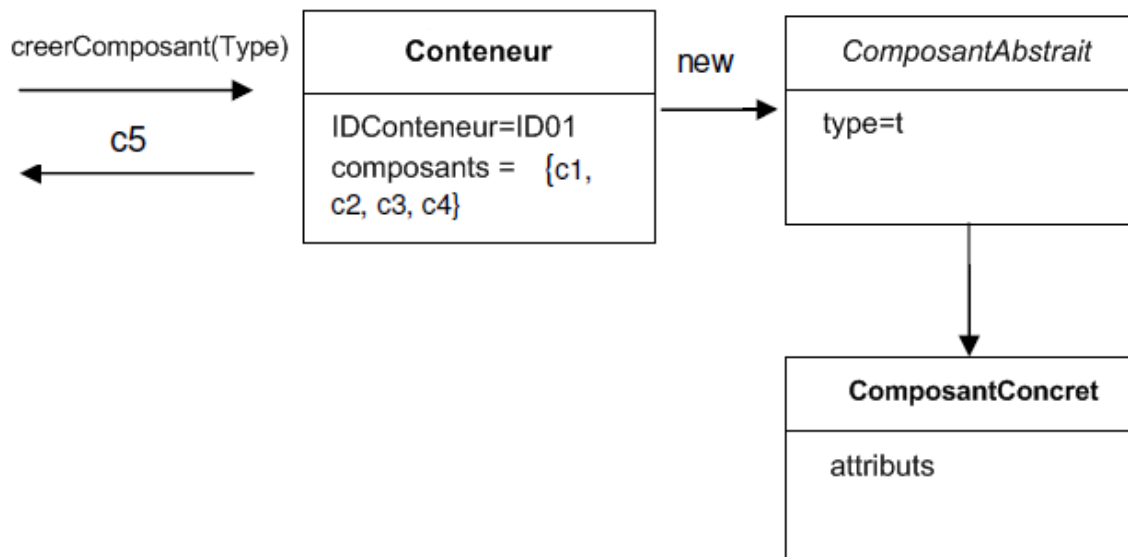 creerComposant(Type)
c5
Conteneur
IDConteneur=ID01
composants = {c1,
c2, c3, c4}
new
ComposantAbstrait
type=t
ComposantConcret
attributs